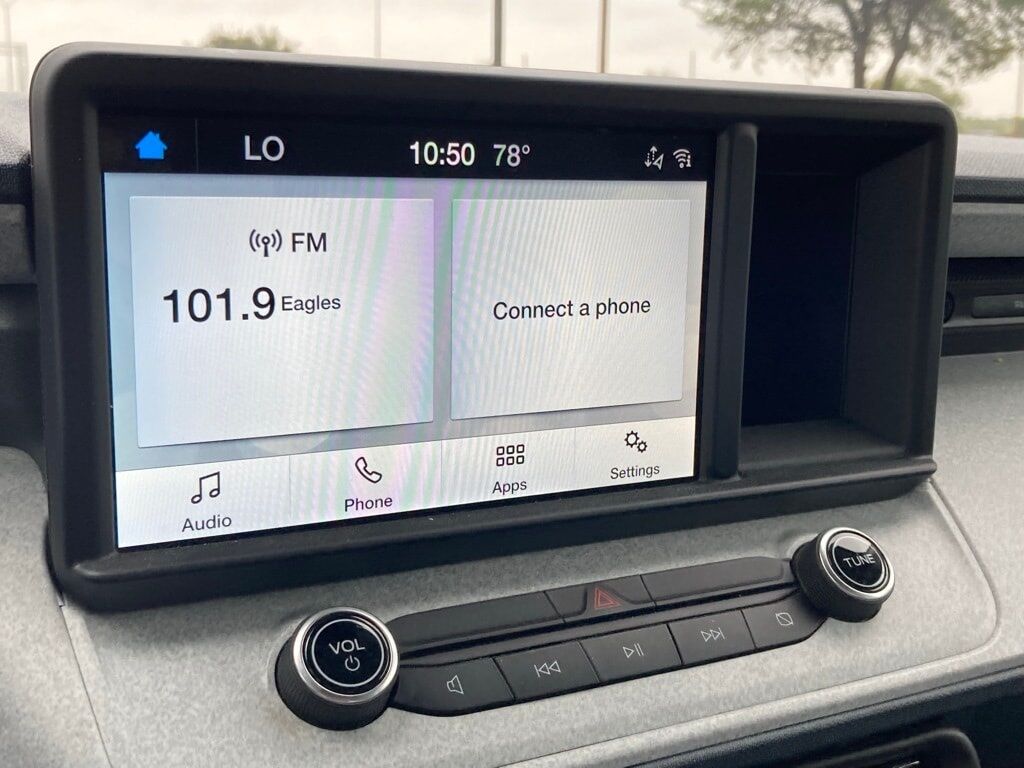 LO 10:50 78°
FM
101.9 Eagles
Connect a phone
Audio Phone Apps Settings
VOL
TUNE